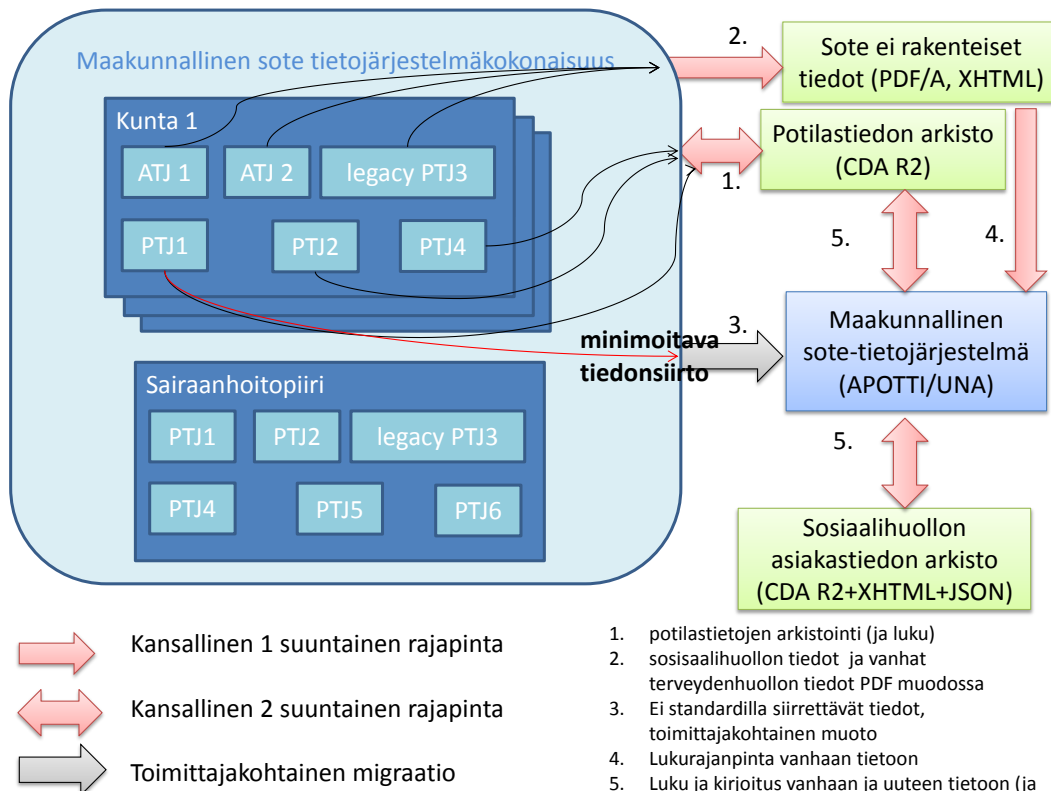 Maakunnallinen sote tietojärjestelmäkokonaisuus
Kunta 1
ATJ 1
ATJ 2
legacy PTJ3
PTJ1
PTJ2
PTJ4
Sairaanhoitopiiri
PTJ1
PTJ2
legacy PTJ3
PTJ4
PTJ5
PTJ6
2.
Sote ei rakenteiset
tiedot (PDF/A, XHTML)
1.
Potilastiedon arkisto
(CDA R2)
5.
4.
3.
minimoitava
tiedonsiirto
Maakunnallinen
sote-tietojärjestelmä
(APOTTI/UNA)
5.
Sosiaalihuollon
asiakastiedon arkisto
(CDA R2+XHTML+JSON)
Kansallinen 1 suuntainen rajapinta
Kansallinen 2 suuntainen rajapinta
Toimittajakohtainen migraatio
1. potilastietojen arkistointi (ja luku)
2. sosisaalihuollon tiedot ja vanhat
terveydenhuollon tiedot PDF muodossa
3. Ei standardilla siirrettävät tiedot,
toimittajakohtainen muoto
4. Lukurajanpinta vanhaan tietoon
5. Luku ja kirjoitus vanhaan ja uuteen tietoon (ja